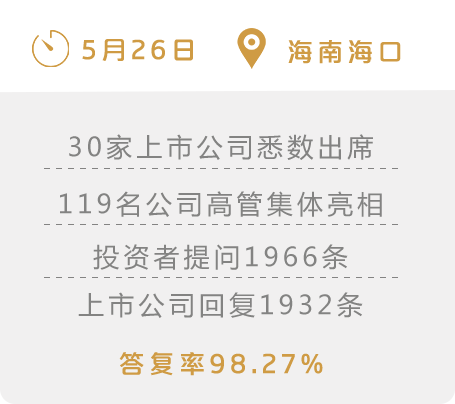 5月26日 海南海口
30家上市公司悉数出席
119名公司高管集体亮相
投资者提问1966条
上市公司回复1932条
答复率98.27%